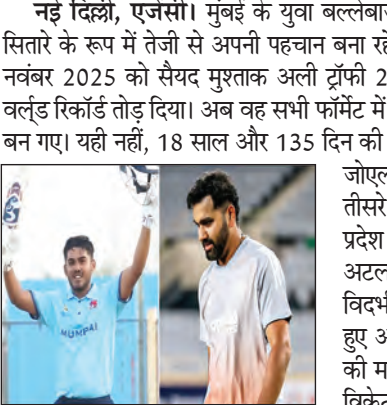 नई दिल्ली, एजेंसी। मुंबई के युवा बल्लेबाज
सितारे के रूप में तेजी से अपनी पहचान बना रहे
नवंबर 2025 को सैयद मुश्ताक अली ट्रॉफी 2
वर्ल्ड रिकॉर्ड तोड़ दिया। अब वह सभी फॉर्मेट में
बन गए। यही नहीं, 18 साल और 135 दिन की
जोएल
तीसरे
प्रदेश
अटल
विदर्भ
हुए अ
की म
विकेट
MUMBAI